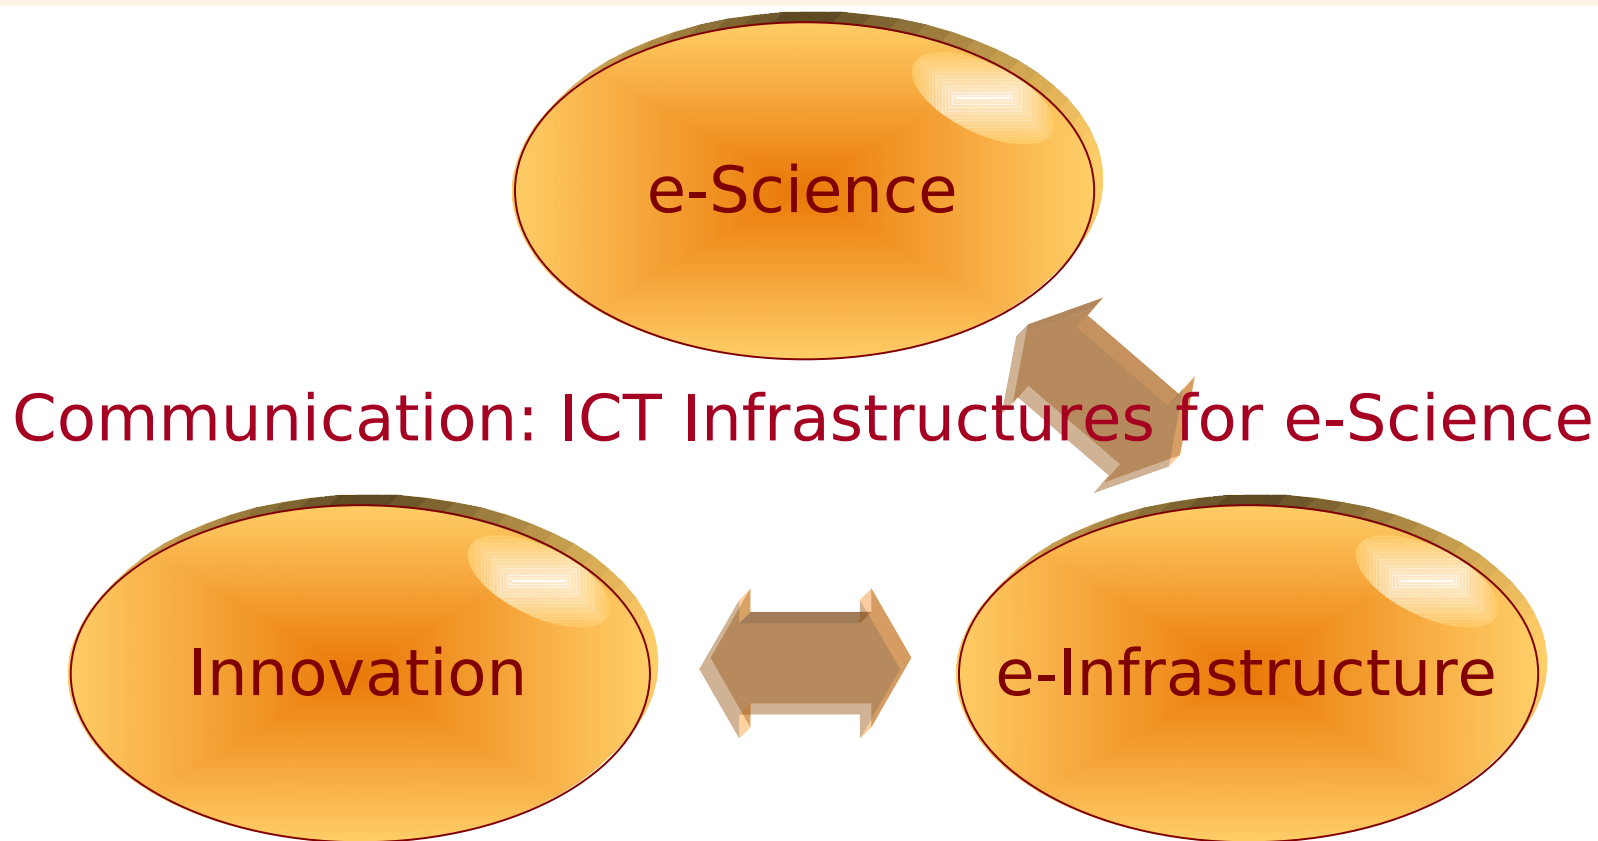 e-Science
Communication: ICT Infrastructures for e-Science
Innovation
e-Infrastructure